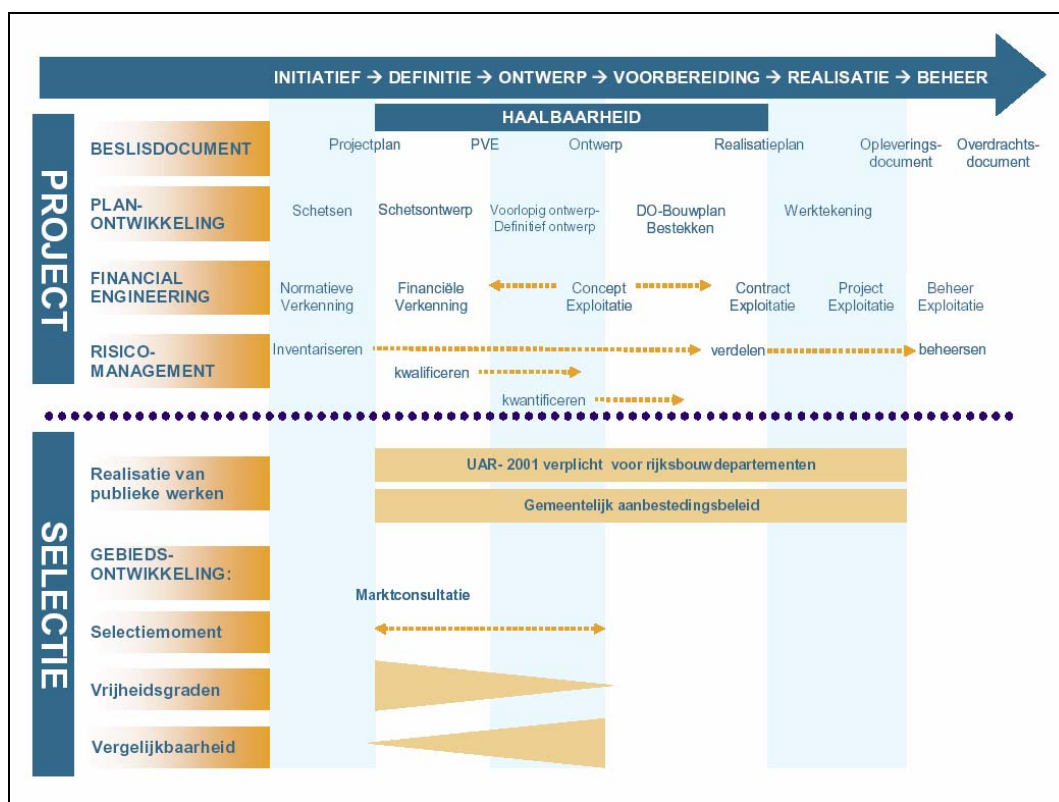 INITIATIEF → DEFINITIE → ONTWERP → VOORBEREIDING → REALISATIE → BEHEER
HAALBAARHEID
PROJECT
BESLISDOCUMENT
Projectplan
PVE
Ontwerp
Realisatieplan
Opleverings-
document
Overdrachts-
document
PLAN-
ONTWIKKELING
Schetsen
Schetsontwerp
Voorlopig ontwerp-
Definitief ontwerp
DO-Bouwplan
Bestekken
Werktekening
FINANCIAL
ENGINEERING
Normatieve
Verkenning
Financiële
Verkenning
Concept
Exploitatie
Contract
Exploitatie
Project
Exploitatie
Beheer
Exploitatie
RISICO-
MANAGEMENT
Inventariseren
verdelen
beheersen
kwalificeren
kwantificeren
SELECTIE
Realisatie van
publieke werken
UAR- 2001 verplicht voor rijksbouwdepartementen
Gemeentelijk aanbestedingsbeleid
GEBIEDS-
ONTWIKKELING:
Marktconsultatie
Selectiemoment
Vrijheidsgraden
Vergelijkbaarheid